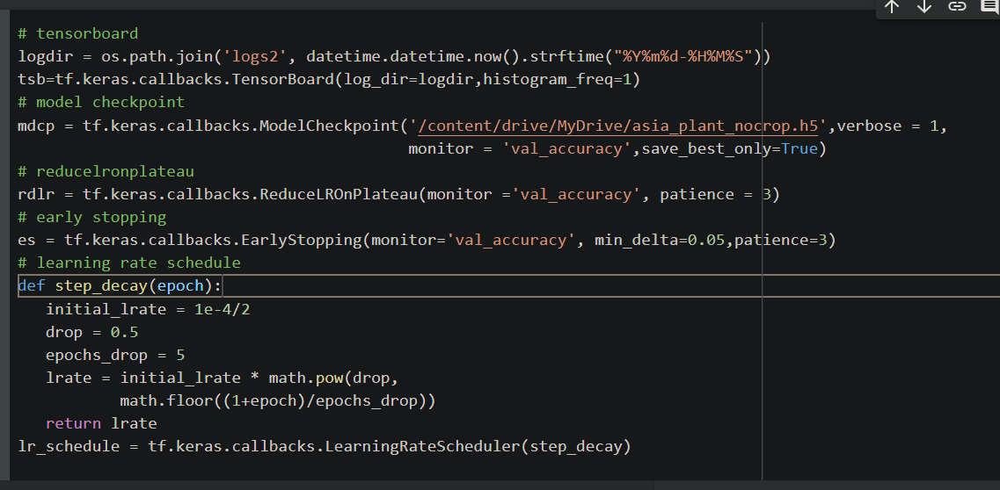 # tensorboard
logdir = os.path.join('logs2', datetime.datetime.now().strftime("%Y%m%d-%H%M%S"))
tsb=tf.keras.callbacks.TensorBoard(log_dir=logdir,histogram_freq=1)
# model checkpoint
mdcp = tf.keras.callbacks.ModelCheckpoint('/content/drive/MyDrive/asia_plant_nocrop.h5',verbose = 1,
                                          monitor = 'val_accuracy',save_best_only=True)
# reducelronplateau
rdlr = tf.keras.callbacks.ReduceLROnPlateau(monitor ='val_accuracy', patience = 3)
# early stopping
es = tf.keras.callbacks.EarlyStopping(monitor='val_accuracy', min_delta=0.05,patience=3)
# learning rate schedule
def step_decay(epoch):
   initial_lrate = 1e-4/2
   drop = 0.5
   epochs_drop = 5
   lrate = initial_lrate * math.pow(drop,
           math.floor((1+epoch)/epochs_drop))
   return lrate
lr_schedule = tf.keras.callbacks.LearningRateScheduler(step_decay)